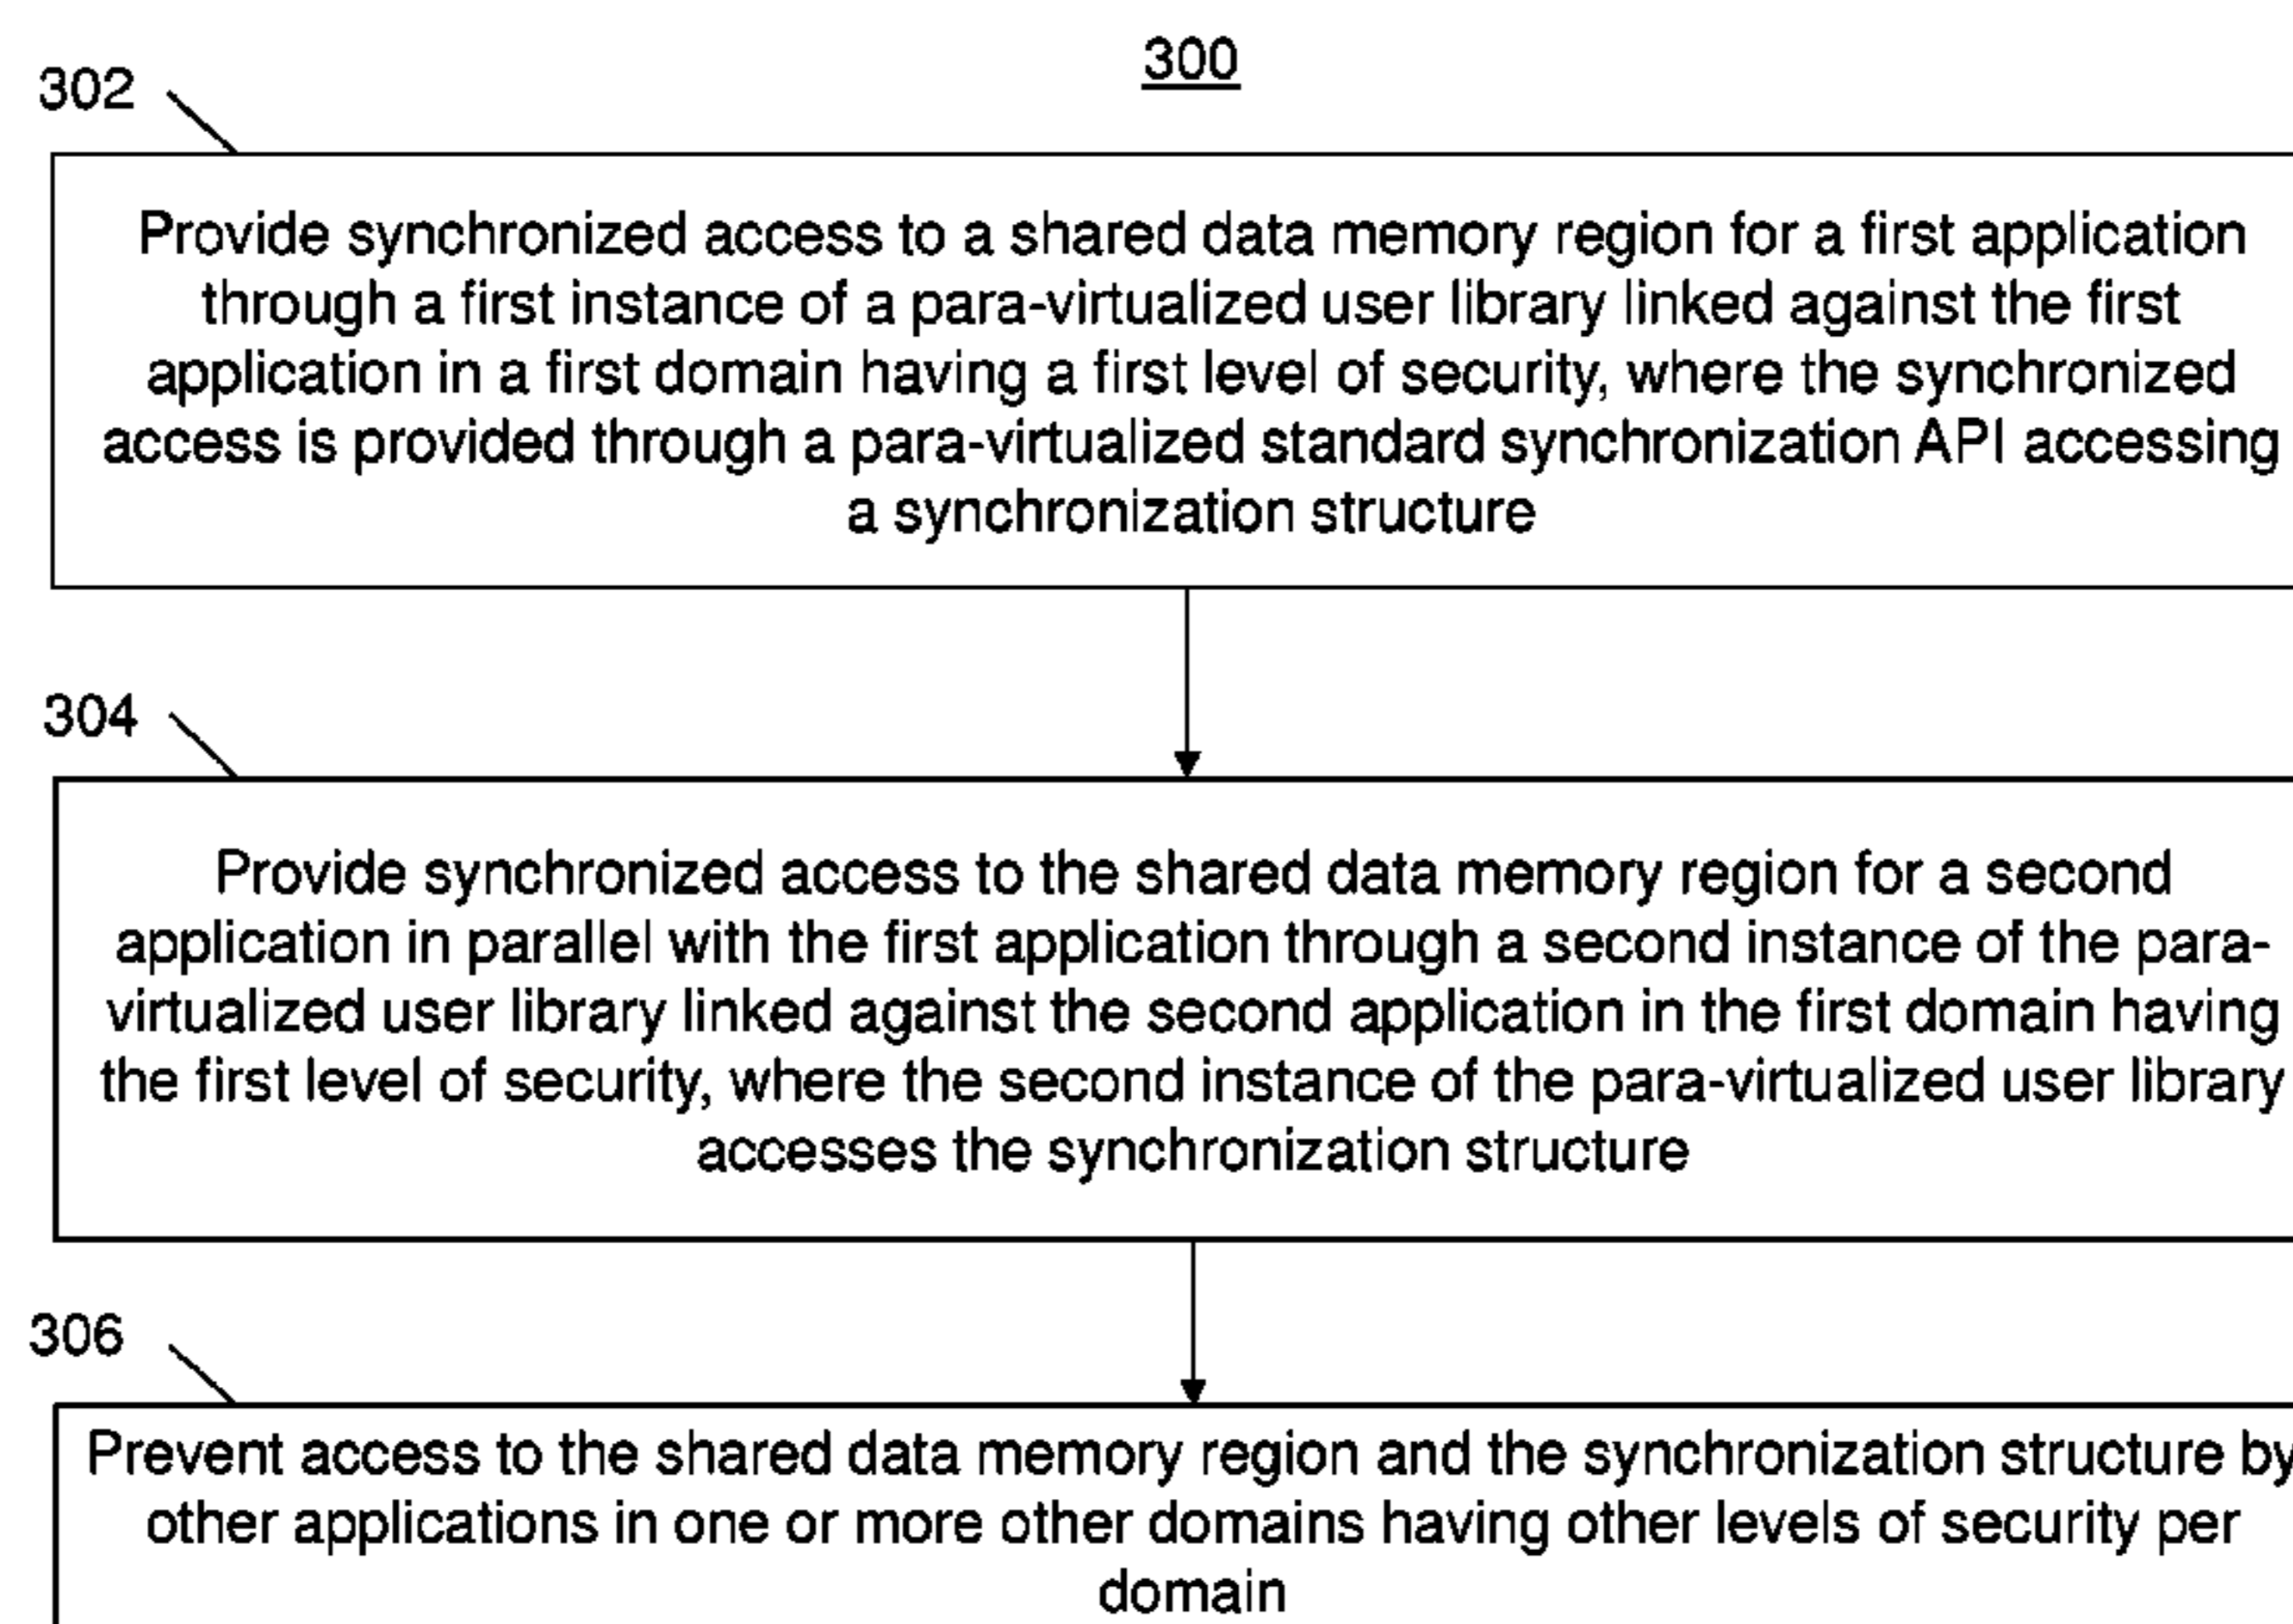 300
302
Provide synchronized access to a shared data memory region for a first application
through a first instance of a para-virtualized user library linked against the first
application in a first domain having a first level of security, where the synchronized
access is provided through a para-virtualized standard synchronization API accessing
a synchronization structure
304
Provide synchronized access to the shared data memory region for a second
application in parallel with the first application through a second instance of the para-
virtualized user library linked against the second application in the first domain having
the first level of security, where the second instance of the para-virtualized user library
accesses the synchronization structure
306
Prevent access to the shared data memory region and the synchronization structure by
other applications in one or more other domains having other levels of security per
domain